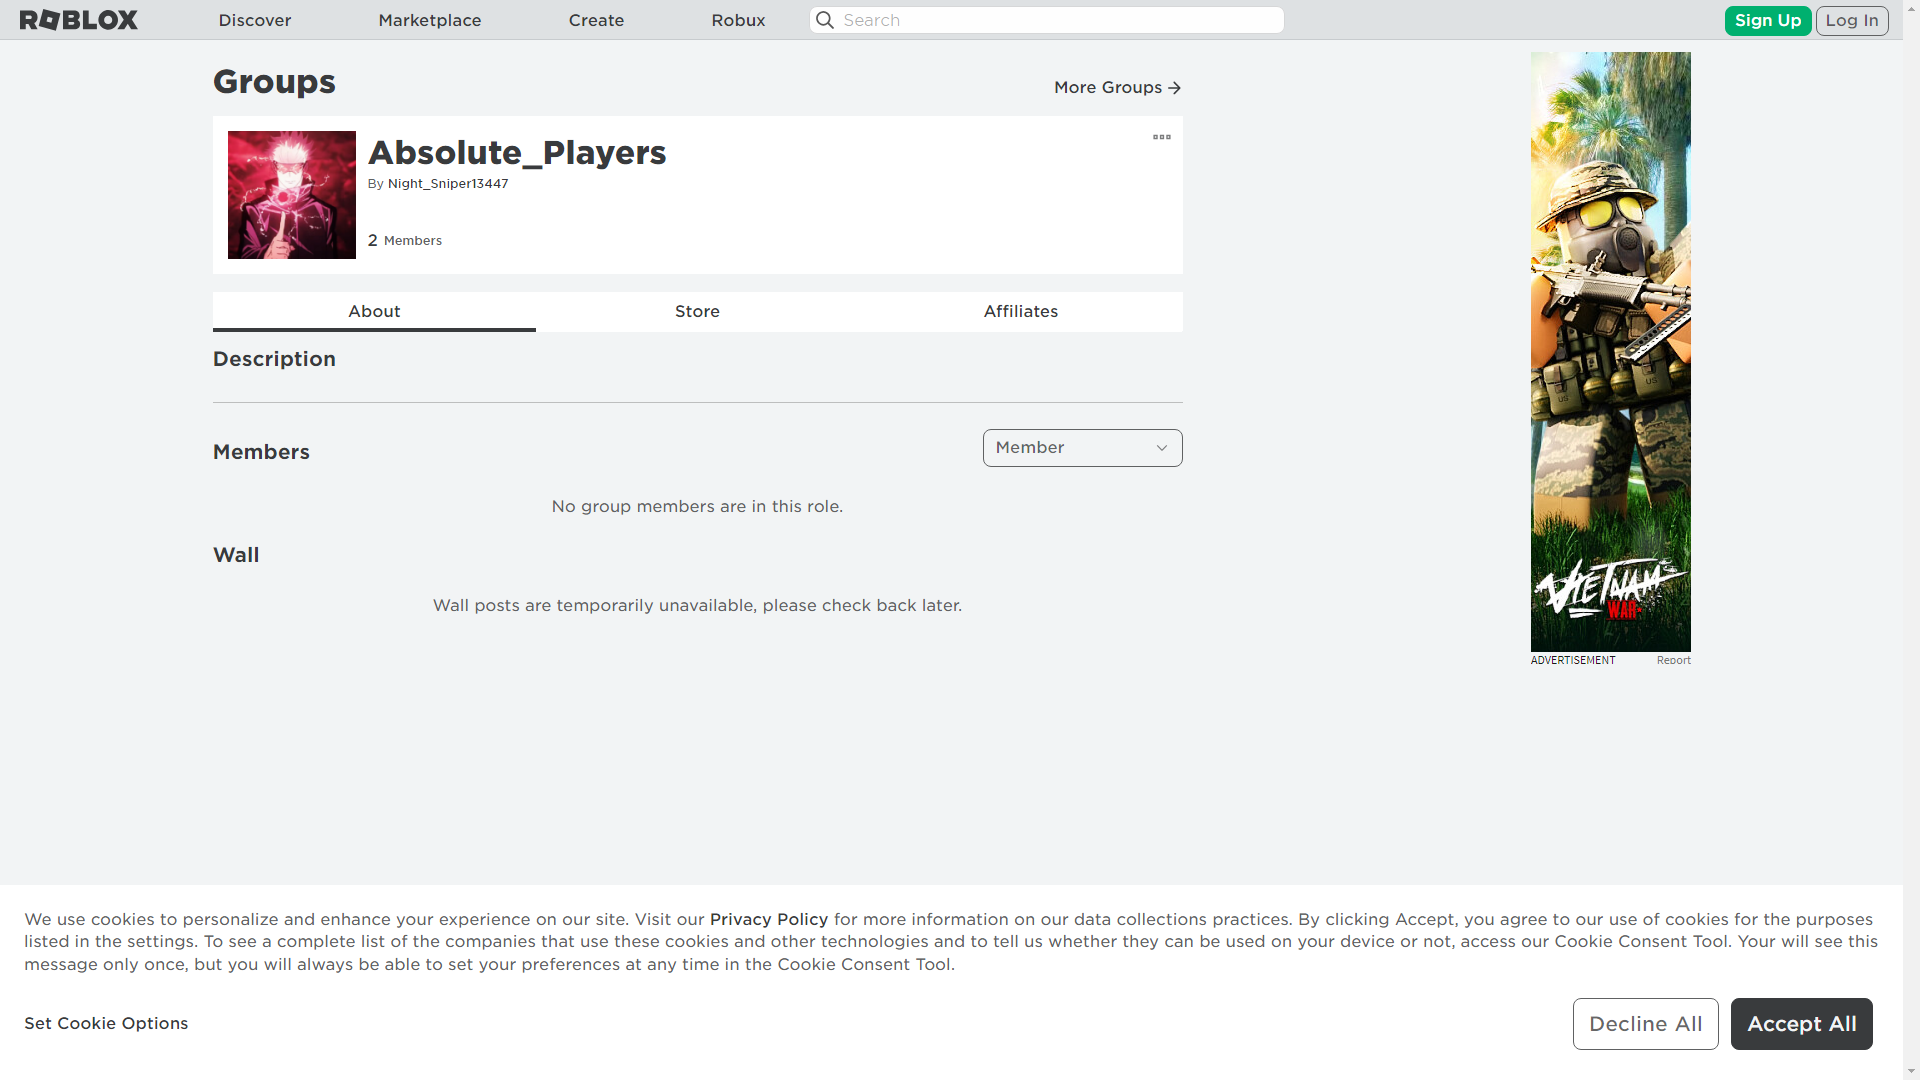 ROBLOX
Discover
Marketplace
Create
Robux
Search
Sign Up
Log In
Groups
More Groups
Absolute_Players
By Night_Sniper13447
2 Members
About
Store
Affiliates
Description
Members
Member
No group members are in this role.
Wall
Wall posts are temporarily unavailable, please check back later.
US
US
VIETNAM
WAR
ADVERTISEMENT
Report
We use cookies to personalize and enhance your experience on our site. Visit our Privacy Policy for more information on our data collections practices. By clicking Accept, you agree to our use of cookies for the purposes
listed in the settings. To see a complete list of the companies that use these cookies and other technologies and to tell us whether they can be used on your device or not, access our Cookie Consent Tool. Your will see this
message only once, but you will always be able to set your preferences at any time in the Cookie Consent Tool.
Set Cookie Options
Decline All
Accept All